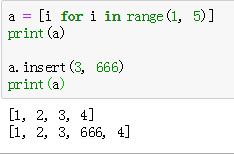 a = [i for i in range(1, 5)]
print(a)
a.insert(3, 666)
print(a)
[1, 2, 3, 4]
[1, 2, 3, 666, 4]